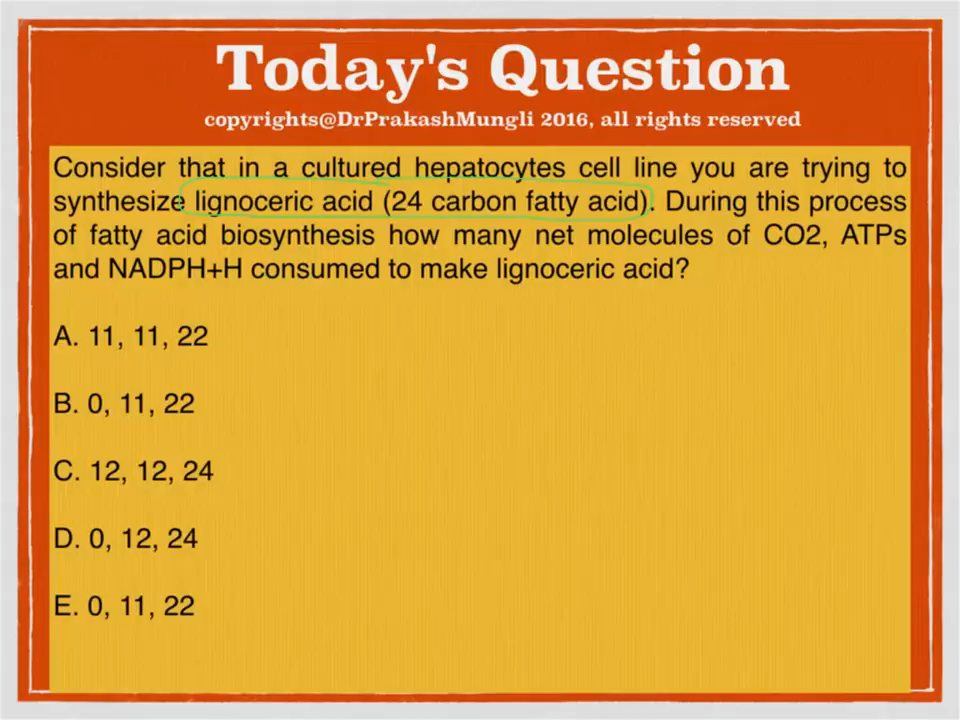 Today's Question
copyrights@DrPrakashMungli 2016, all rights reserved
Consider that in a cultured hepatocytes cell line you are trying to
synthesize lignoceric acid (24 carbon fatty acid). During this process
of fatty acid biosynthesis how many net molecules of CO2, ATPs
and NADPH+H consumed to make lignoceric acid?
A. 11, 11, 22
B. 0, 11, 22
C. 12, 12, 24
D. 0, 12, 24
E. 0, 11, 22